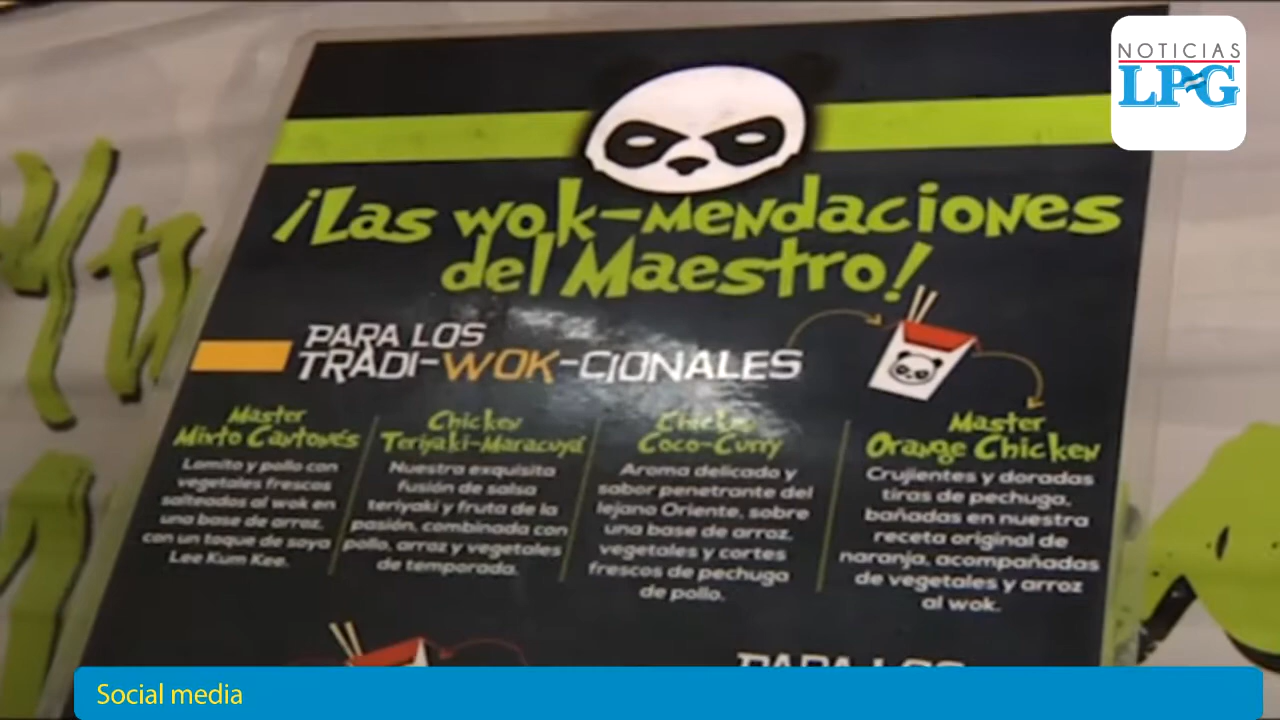 NOTICIAS
LPG
¡Las wok-mendaciones
del Maestro!
PARA LOS
TRADI-WOK-CIONALES
Master
Mixto Cantonés
Lomito y pollo con
vegetales frescos
salteados al wok en
una base de arroz,
con un toque de soya
Lee Kum Kee.
Chicken
Teriyaki-Maracuyá
Nuestra exquisita
fusión de salsa
teriyaki y fruta de la
pasión, combinada con
pollo, arroz y vegetales
de temporada.
Chicken
Coco-Curry
Aroma delicado y
sabor penetrante del
lejano Oriente, sobre
una base de arroz,
vegetales y cortes
frescos de pechuga
de pollo.
Master
Orange Chicken
Crujientes y doradas
tiras de pechuga,
bañadas en nuestra
receta original de
naranja, acompañadas
de vegetales y arroz
al wok.
PARA LOS
Social media